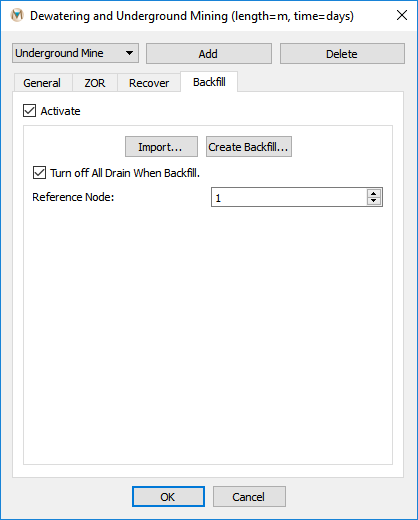 Dewatering and Underground Mining (length=m, time=days)
Underground Mine Add Delete
General ZOR Recover Backfill
Activate
Import... Create Backfill...
Turn off All Drain When Backfill.
Reference Node: 1
OK Cancel